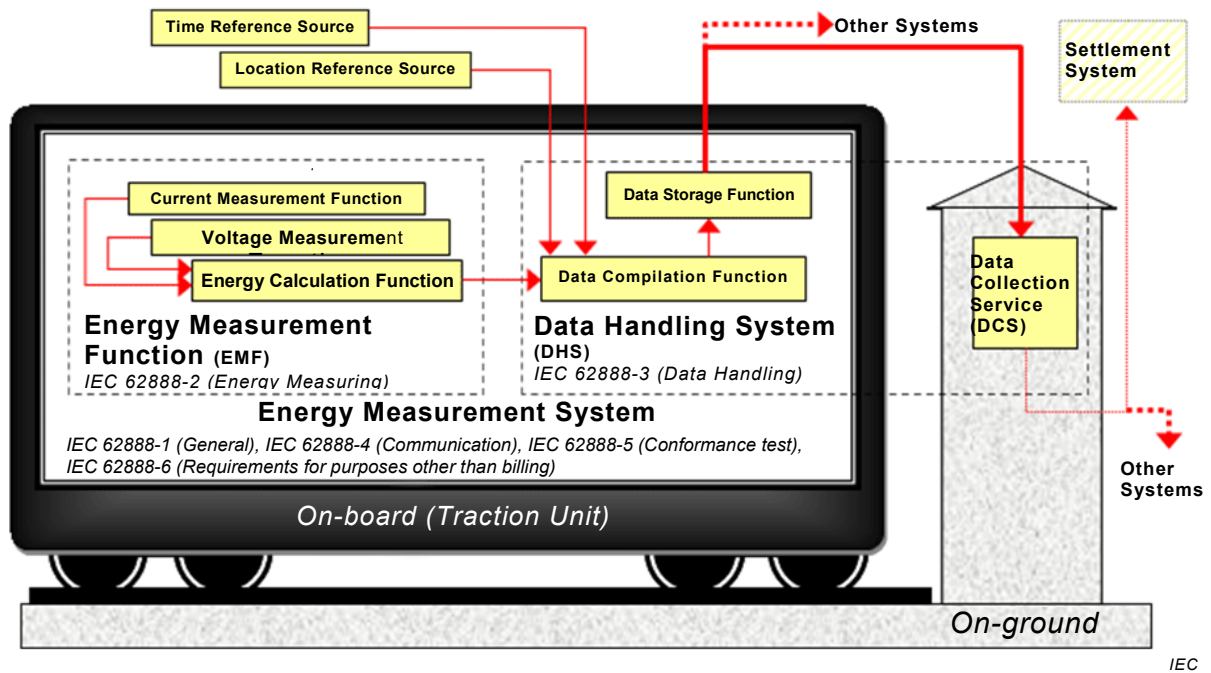 Time Reference Source
Other Systems
Location Reference Source
Settlement
System
Current Measurement Function
Data Storage Function
Voltage Measurement
Energy Calculation Function
Data Compilation Function
Data
Collection
Service
(DCS)
Energy Measurement
Function (EMF)
IEC 62888-2 (Energy Measuring)
Data Handling System
(DHS)
IEC 62888-3 (Data Handling)
Energy Measurement System
IEC 62888-1 (General), IEC 62888-4 (Communication), IEC 62888-5 (Conformance test),
IEC 62888-6 (Requirements for purposes other than billing)
Other
Systems
On-board (Traction Unit)
On-ground
IEC